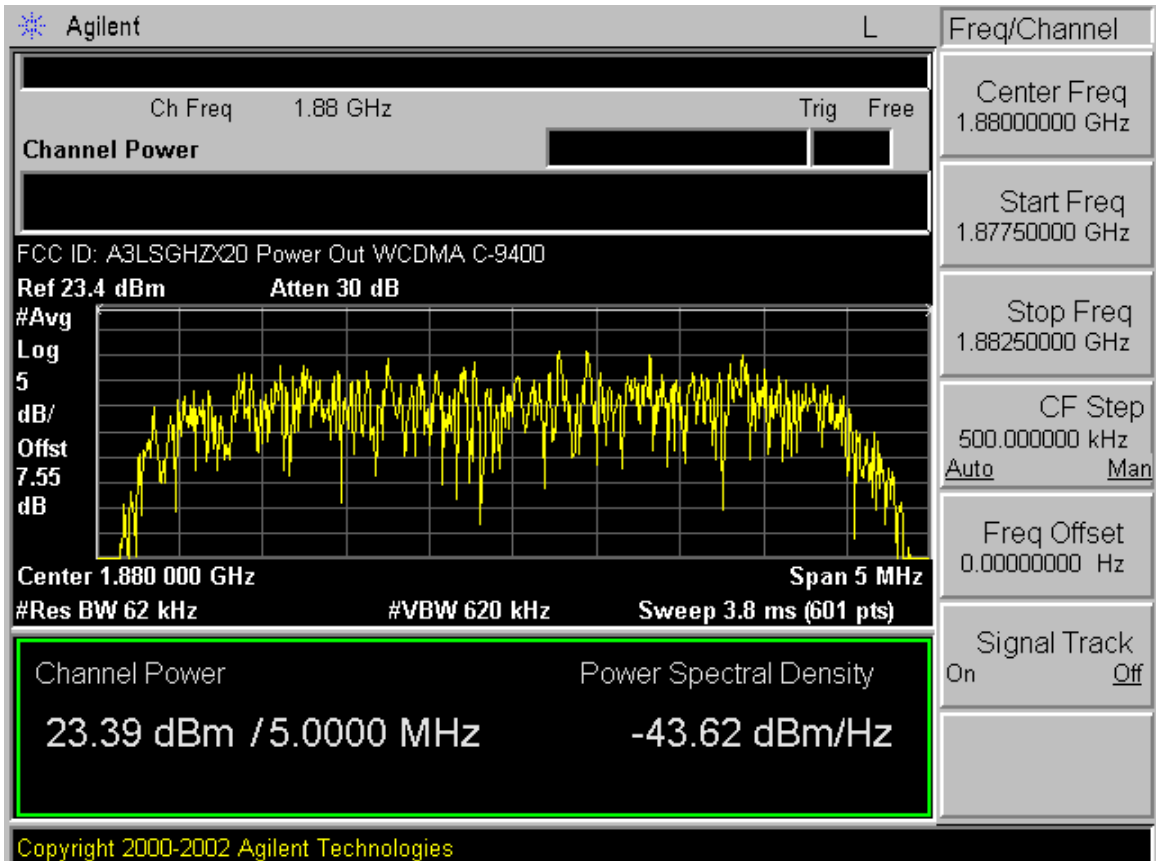 Agilent L
Ch Freq 1.88 GHz Trig Free
Channel Power
FCC ID: A3LSGHZX20 Power Out WCDMA C-9400
Ref 23.4 dBm Atten 30 dB
#Avg
Log
5
dB/
Offst
7.55
dB
Center 1.880 000 GHz Span 5 MHz
#Res BW 62 kHz #VBW 620 kHz Sweep 3.8 ms (601 pts)
Channel Power Power Spectral Density
23.39 dBm / 5.0000 MHz -43.62 dBm/Hz
Copyright 2000-2002 Agilent Technologies
Freq/Channel
Center Freq
1.88000000 GHz
Start Freq
1.87750000 GHz
Stop Freq
1.88250000 GHz
CF Step
500.000000 kHz
Auto Man
Freq Offset
0.00000000 Hz
Signal Track
On Off